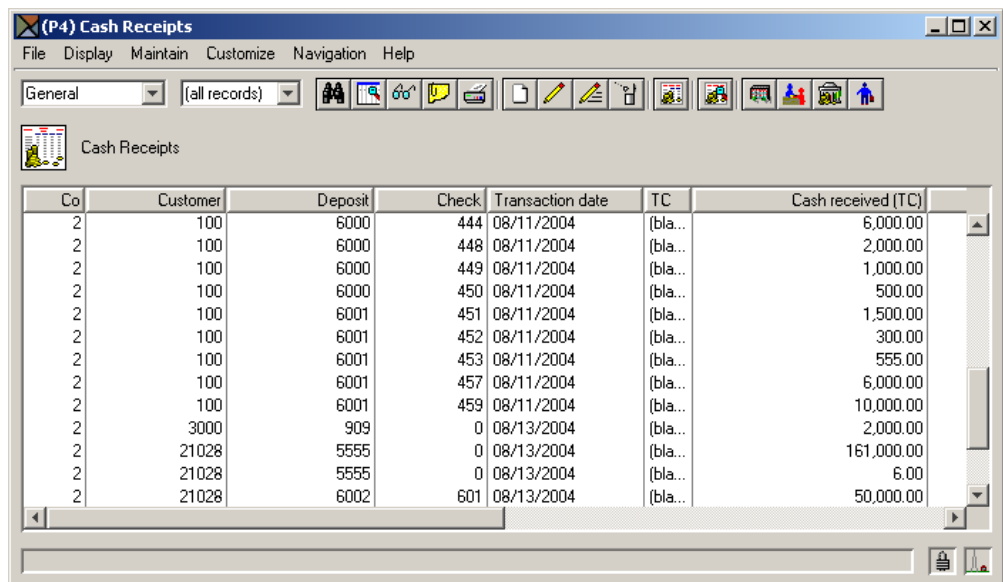 (P4) Cash Receipts
File Display Maintain Customize Navigation Help
General (all records)
Cash Receipts
Co Customer Deposit Check Transaction date TC Cash received (TC)
2 100 6000 444 08/11/2004 (bla... 6,000.00
2 100 6000 448 08/11/2004 (bla... 2,000.00
2 100 6000 449 08/11/2004 (bla... 1,000.00
2 100 6000 450 08/11/2004 (bla... 500.00
2 100 6001 451 08/11/2004 (bla... 1,500.00
2 100 6001 452 08/11/2004 (bla... 300.00
2 100 6001 453 08/11/2004 (bla... 555.00
2 100 6001 457 08/11/2004 (bla... 6,000.00
2 100 6001 459 08/11/2004 (bla... 10,000.00
2 3000 909 0 08/13/2004 (bla... 2,000.00
2 21028 5555 0 08/13/2004 (bla... 161,000.00
2 21028 5555 0 08/13/2004 (bla... 6.00
2 21028 6002 601 08/13/2004 (bla... 50,000.00